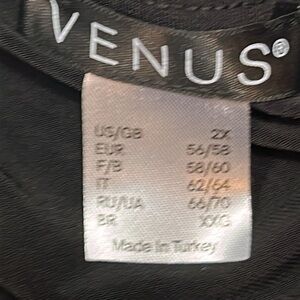 VENUS®
US/GB 2X
EUR 56/58
F/B 58/60
IT 62/64
RU/UA 66/70
BR XXG
Made In Turkey